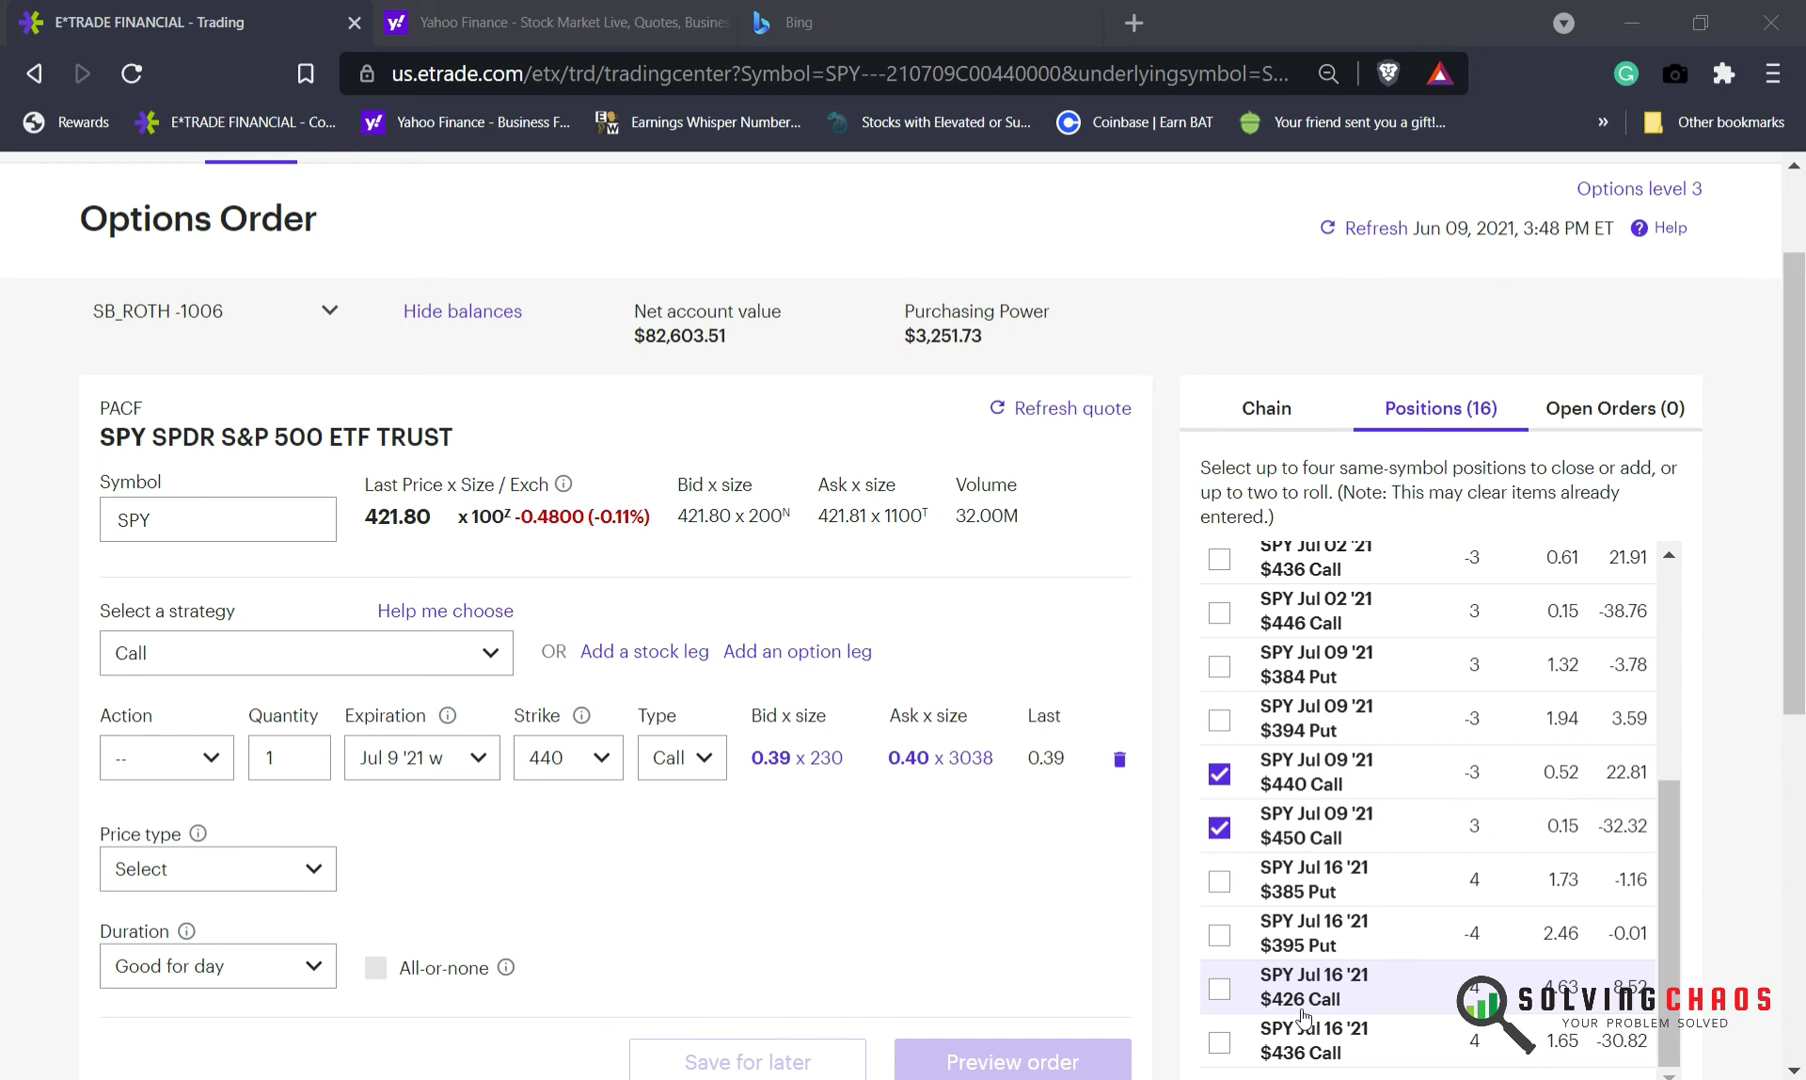 E*TRADE FINANCIAL - Trading
Yahoo Finance - Stock Market Live, Quotes, Busines
Bing
us.etrade.com/etx/trd/tradingcenter?Symbol=SPY---210709C00440000&underlyingsymbol=S...
Rewards
E*TRADE FINANCIAL - Co...
Yahoo Finance - Business F...
Earnings Whisper Number...
Stocks with Elevated or Su...
Coinbase | Earn BAT
Your friend sent you a gift!...
»
Other bookmarks
Options level 3
Options Order
Refresh Jun 09, 2021, 3:48 PM ET
Help
SB_ROTH -1006
Hide balances
Net account value
$82,603.51
Purchasing Power
$3,251.73
PACF
Refresh quote
SPY SPDR S&P 500 ETF TRUST
Symbol
SPY
Last Price x Size / Exch
421.80 x 100Z -0.4800 (-0.11%)
Bid x size
421.80 x 200N
Ask x size
421.81 x 1100T
Volume
32.00M
Select a strategy
Help me choose
Call
OR Add a stock leg Add an option leg
Action Quantity Expiration Strike Type Bid x size Ask x size Last
-- 1 Jul 9 '21 w 440 Call 0.39 x 230 0.40 x 3038 0.39
Price type
Select
Duration
Good for day
All-or-none
Save for later
Preview order
Chain
Positions (16)
Open Orders (0)
Select up to four same-symbol positions to close or add, or
up to two to roll. (Note: This may clear items already
entered.)
SPY Jul 02 '21
$436 Call -3 0.61 21.91
SPY Jul 02 '21
$446 Call 3 0.15 -38.76
SPY Jul 09 '21
$384 Put 3 1.32 -3.78
SPY Jul 09 '21
$394 Put -3 1.94 3.59
SPY Jul 09 '21
$440 Call -3 0.52 22.81
SPY Jul 09 '21
$450 Call 3 0.15 -32.32
SPY Jul 16 '21
$385 Put 4 1.73 -1.16
SPY Jul 16 '21
$395 Put -4 2.46 -0.01
SPY Jul 16 '21
$426 Call 4.63 8.52
SPY Jul 16 '21
$436 Call 4 1.65 -30.82
SOLVINGCHAOS
YOUR PROBLEM SOLVED